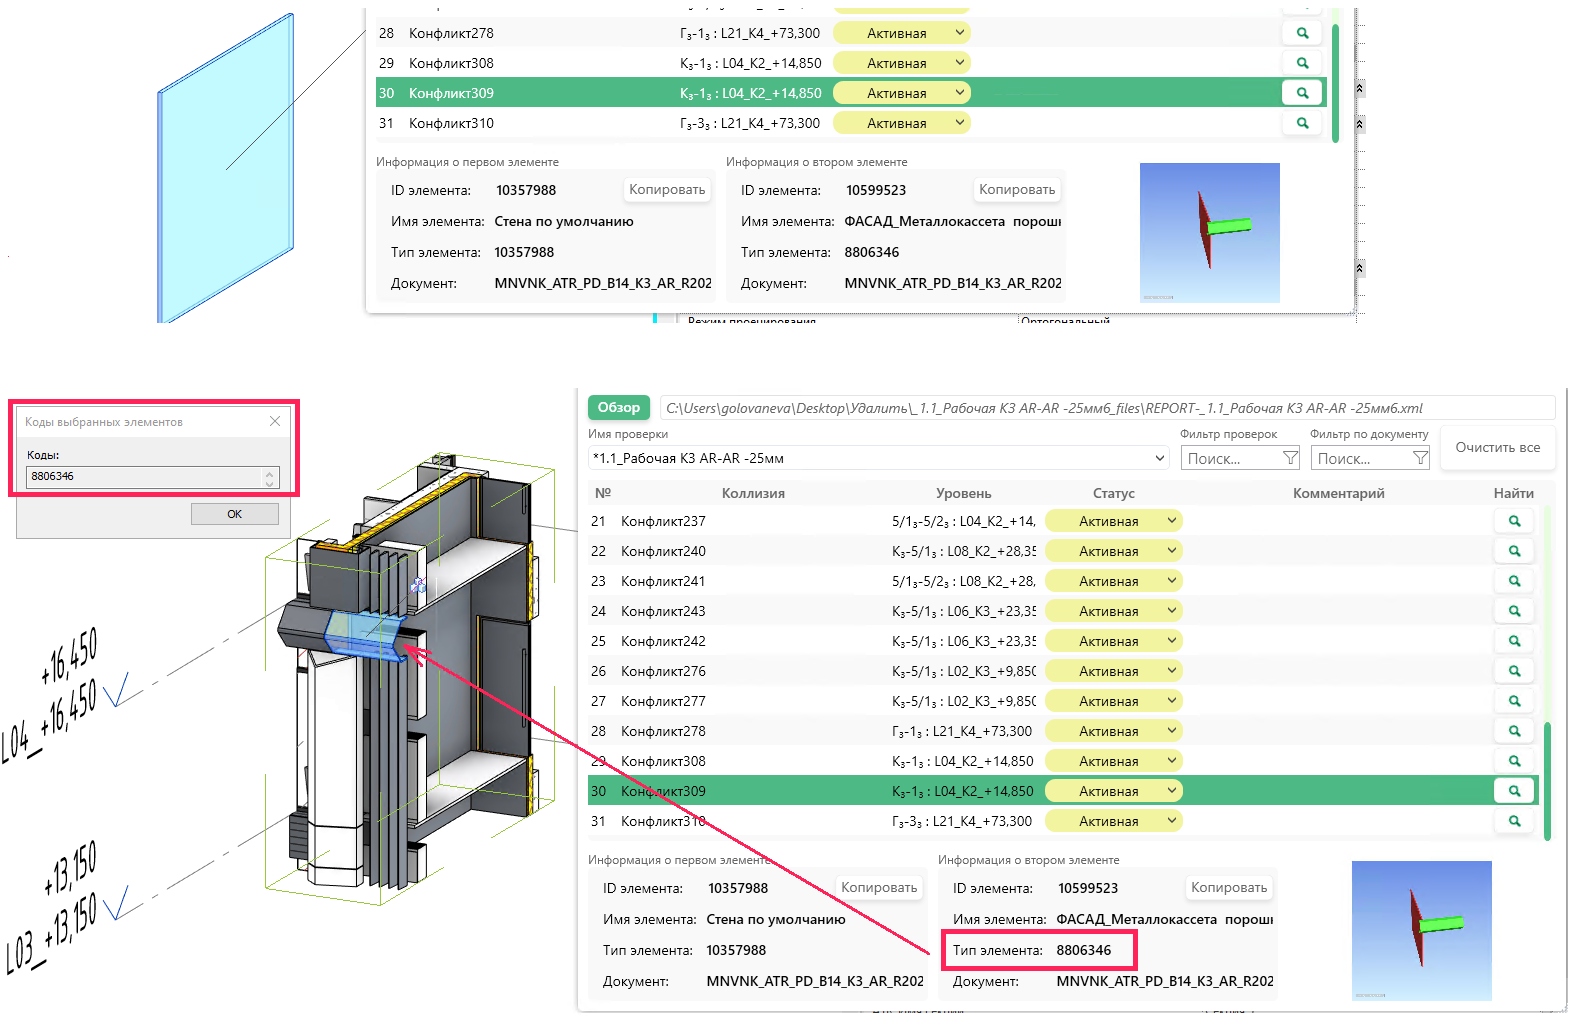 28 Конфликт278 Г₃-1₃ : L21_K4_+73,300 Активная
29 Конфликт308 К₃-1₃ : L04_K2_+14,850 Активная
30 Конфликт309 К₃-1₃ : L04_K2_+14,850 Активная
31 Конфликт310 Г₃-3₃ : L21_K4_+73,300 Активная
Информация о первом элементе
ID элемента: 10357988 Копировать
Имя элемента: Стена по умолчанию
Тип элемента: 10357988
Документ: MNVNK_ATR_PD_B14_K3_AR_R202
Информация о втором элементе
ID элемента: 10599523 Копировать
Имя элемента: ФАСАД_Металлокассета порошк
Тип элемента: 8806346
Документ: MNVNK_ATR_PD_B14_K3_AR_R202
Режим проецирования Ортогональный
Коды выбранных элементов
Коды:
8806346
OK
+16,450
L04_+16,450
+13,150
L03_+13,150
Обзор C:\Users\golovaneva\Desktop\Удалить\_1.1_Рабочая К3 AR-AR -25мм6_files\REPORT-_1.1_Рабочая К3 AR-AR -25мм6.xml
Имя проверки Фильтр проверок Фильтр по документу
*1.1_Рабочая К3 AR-AR -25мм Поиск... Поиск... Очистить все
№ Коллизия Уровень Статус Комментарий Найти
21 Конфликт237 5/1₃-5/2₃ : L04_K2_+14, Активная
22 Конфликт240 К₃-5/1₃ : L08_K2_+28,35 Активная
23 Конфликт241 5/1₃-5/2₃ : L08_K2_+28, Активная
24 Конфликт243 К₃-5/1₃ : L06_K3_+23,35 Активная
25 Конфликт242 К₃-5/1₃ : L06_K3_+23,35 Активная
26 Конфликт276 К₃-5/1₃ : L02_K3_+9,850 Активная
27 Конфликт277 К₃-5/1₃ : L02_K3_+9,850 Активная
28 Конфликт278 Г₃-1₃ : L21_K4_+73,300 Активная
29 Конфликт308 К₃-1₃ : L04_K2_+14,850 Активная
30 Конфликт309 К₃-1₃ : L04_K2_+14,850 Активная
31 Конфликт310 Г₃-3₃ : L21_K4_+73,300 Активная
Информация о первом элементе
ID элемента: 10357988 Копировать
Имя элемента: Стена по умолчанию
Тип элемента: 10357988
Документ: MNVNK_ATR_PD_B14_K3_AR_R202
Информация о втором элементе
ID элемента: 10599523 Копировать
Имя элемента: ФАСАД_Металлокассета порошк
Тип элемента: 8806346
Документ: MNVNK_ATR_PD_B14_K3_AR_R202